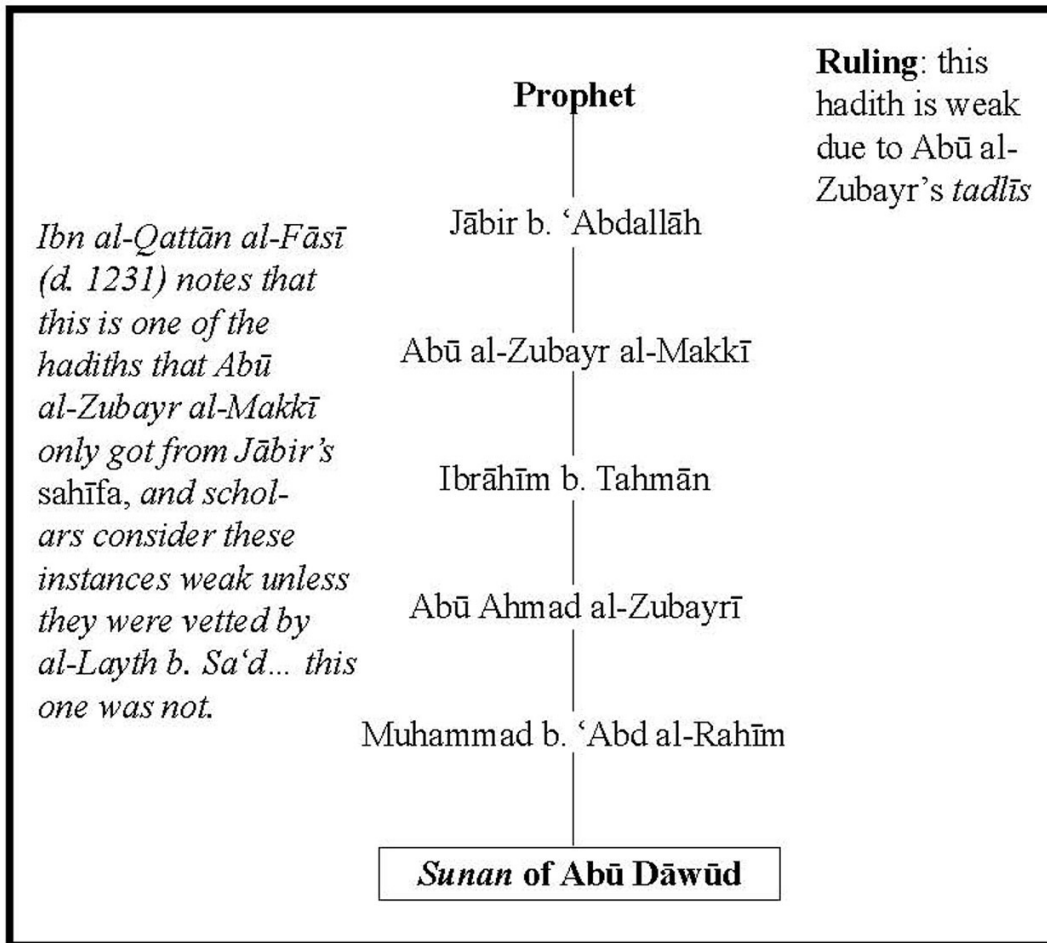 Prophet
Ruling: this
hadith is weak
due to Abū al-
Zubayr’s tadlīs
Jābir b. ‘Abdallāh
Ibn al-Qattān al-Fāsī
(d. 1231) notes that
this is one of the
hadiths that Abū
al-Zubayr al-Makkī
only got from Jābir’s
sahīfa, and schol-
ars consider these
instances weak unless
they were vetted by
al-Layth b. Sa‘d... this
one was not.
Abū al-Zubayr al-Makkī
Ibrāhīm b. Tahmān
Abū Ahmad al-Zubayrī
Muhammad b. ‘Abd al-Rahīm
Sunan of Abū Dāwūd